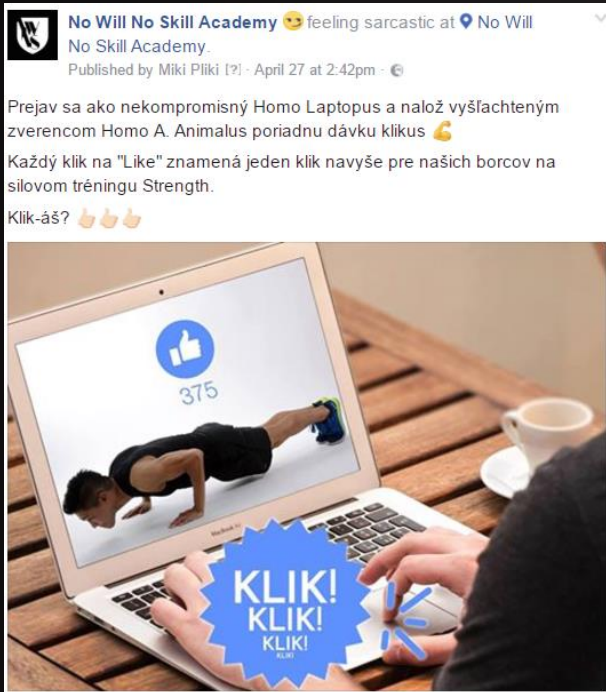 No Will No Skill Academy 😏 feeling sarcastic at No Will
No Skill Academy.
Published by Miki Pliki [?] · April 27 at 2:42pm ·
Prejav sa ako nekompromisný Homo Laptopus a nalož vyšľachteným
zverencom Homo A. Animalus poriadnu dávku klikus 💪
Každý klik na "Like" znamená jeden klik navyše pre našich borcov na
silovom tréningu Strength.
Klik-áš? 👍🏻👍🏻👍🏻
375
MacBook Air
KLIK!
KLIK!
KLIK!
KLIK!